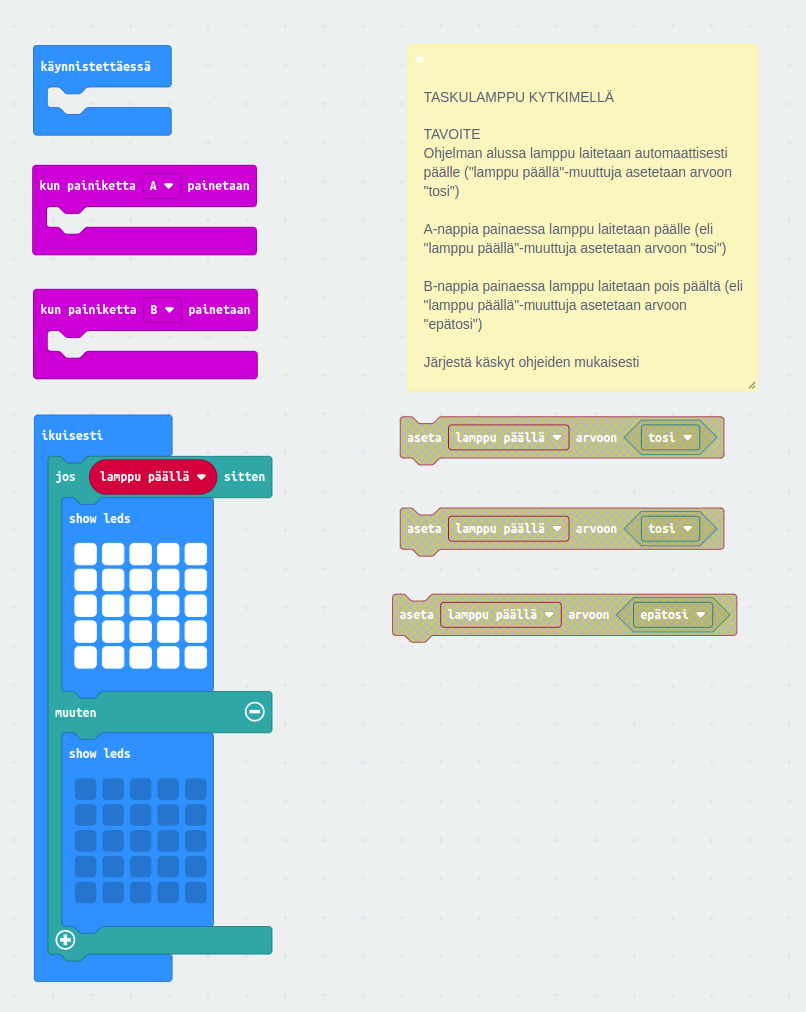 käynnistettäessä
kun painiketta A painetaan
kun painiketta B painetaan
ikuisesti
jos lamppu päällä sitten
show leds
muuten
show leds
TASKULAMPPU KYTKIMELLÄ
TAVOITE
Ohjelman alussa lamppu laitetaan automaattisesti
päälle ("lamppu päällä"-muuttuja asetetaan arvoon
"tosi")
A-nappia painaessa lamppu laitetaan päälle (eli
"lamppu päällä"-muuttuja asetetaan arvoon "tosi")
B-nappia painaessa lamppu laitetaan pois päältä (eli
"lamppu päällä"-muuttuja asetetaan arvoon
"epätosi")
Järjestä käskyt ohjeiden mukaisesti
aseta lamppu päällä arvoon tosi
aseta lamppu päällä arvoon tosi
aseta lamppu päällä arvoon epätosi